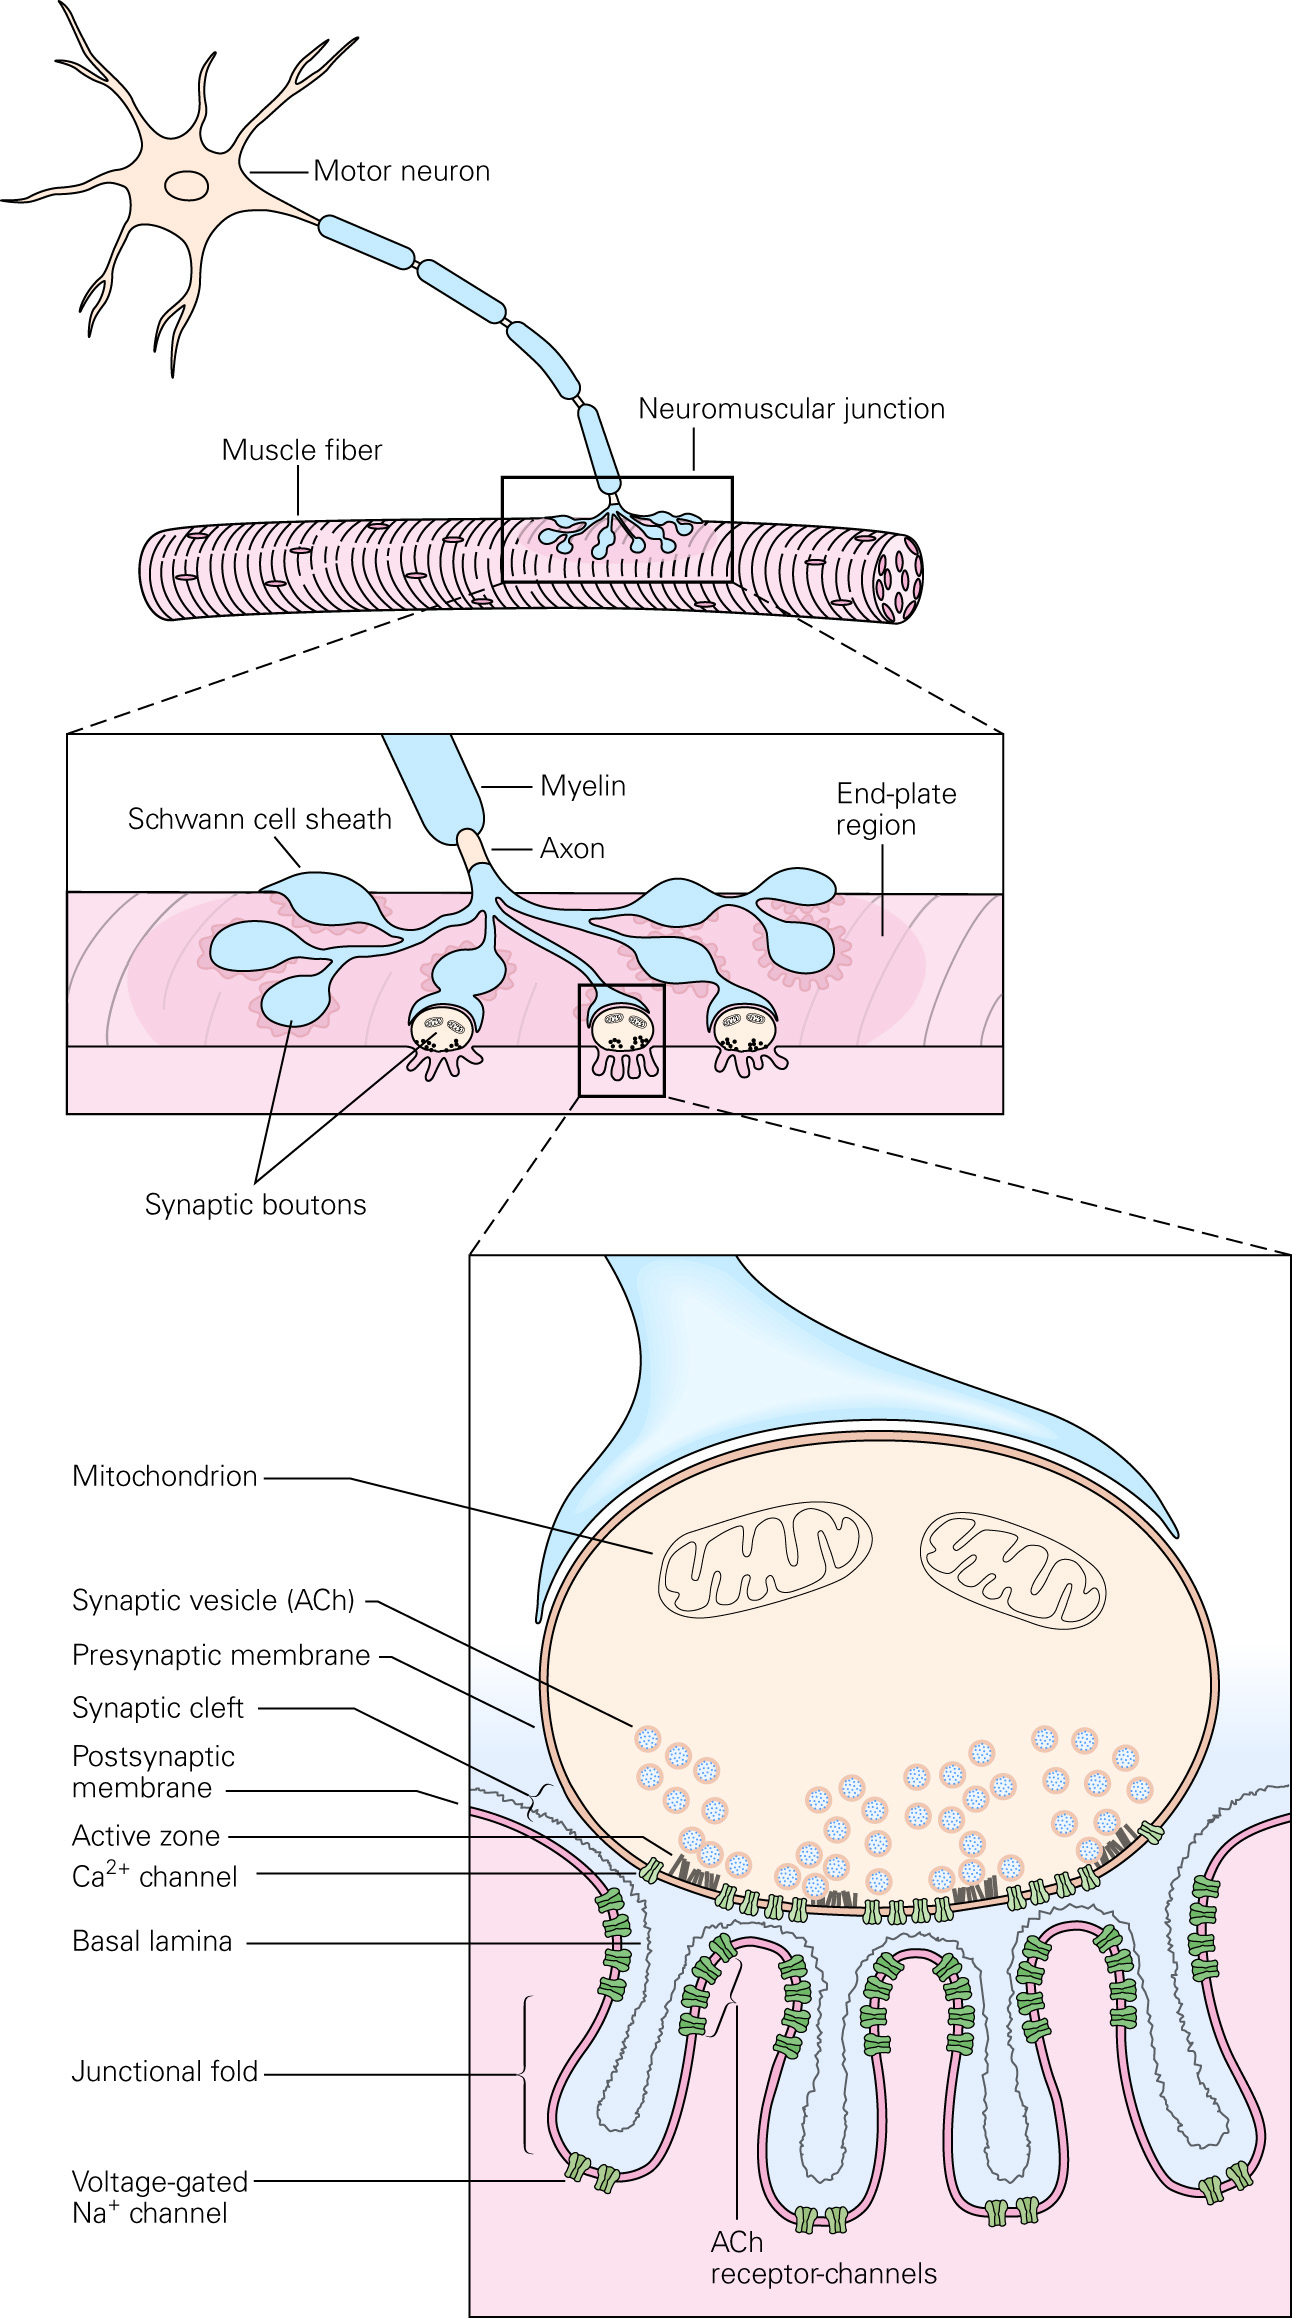 Motor neuron
Neuromuscular junction
Muscle fiber
Myelin
End-plate
region
Schwann cell sheath
Axon
Synaptic boutons
Mitochondrion
Synaptic vesicle (ACh)
Presynaptic membrane
Synaptic cleft
Postsynaptic
membrane
Active zone
Ca²⁺ channel
Basal lamina
Junctional fold
Voltage-gated
Na⁺ channel
ACh
receptor-channels